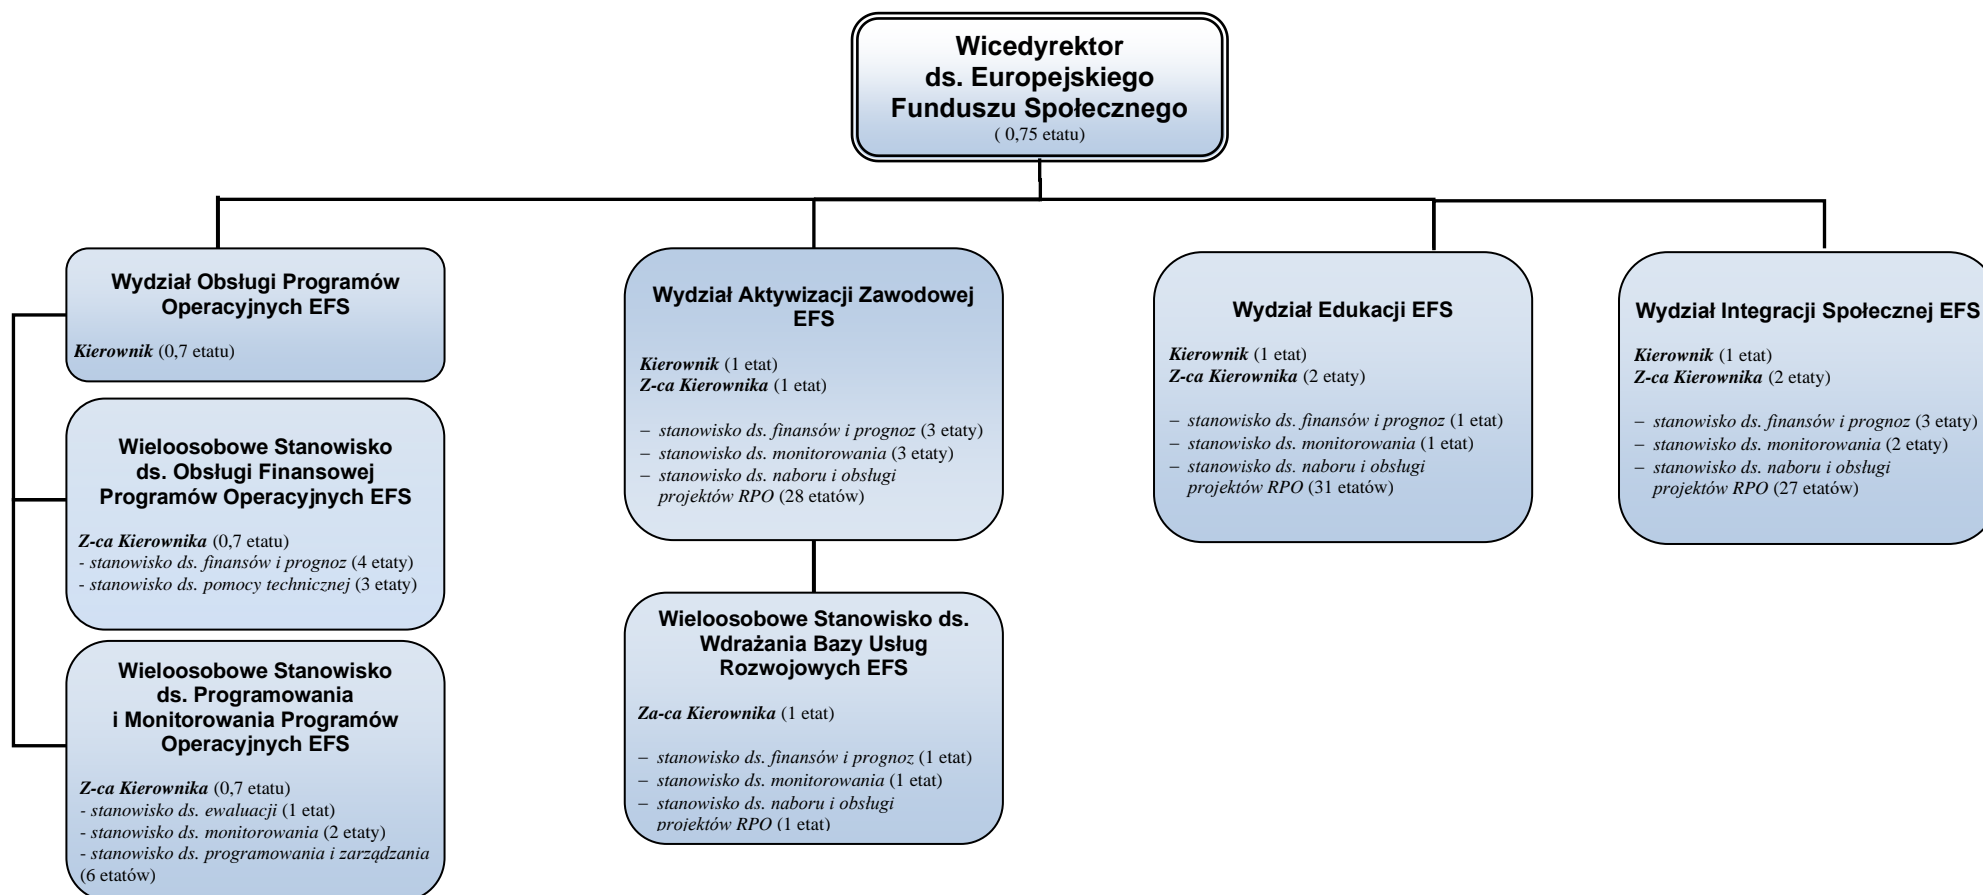 Wicedyrektor
ds. Europejskiego
Funduszu Społecznego
( 0,75 etatu)
Wydział Obsługi Programów
Operacyjnych EFS
Kierownik (0,7 etatu)
Wieloosobowe Stanowisko
ds. Obsługi Finansowej
Programów Operacyjnych EFS
Z-ca Kierownika (0,7 etatu)
- stanowisko ds. finansów i prognoz (4 etaty)
- stanowisko ds. pomocy technicznej (3 etaty)
Wieloosobowe Stanowisko
ds. Programowania
i Monitorowania Programów
Operacyjnych EFS
Z-ca Kierownika (0,7 etatu)
- stanowisko ds. ewaluacji (1 etat)
- stanowisko ds. monitorowania (2 etaty)
- stanowisko ds. programowania i zarządzania
(6 etatów)
Wydział Aktywizacji Zawodowej
EFS
Kierownik (1 etat)
Z-ca Kierownika (1 etat)
– stanowisko ds. finansów i prognoz (3 etaty)
– stanowisko ds. monitorowania (3 etaty)
– stanowisko ds. naboru i obsługi
projektów RPO (28 etatów)
Wieloosobowe Stanowisko ds.
Wdrażania Bazy Usług
Rozwojowych EFS
Za-ca Kierownika (1 etat)
– stanowisko ds. finansów i prognoz (1 etat)
– stanowisko ds. monitorowania (1 etat)
– stanowisko ds. naboru i obsługi
projektów RPO (1 etat)
Wydział Edukacji EFS
Kierownik (1 etat)
Z-ca Kierownika (2 etaty)
– stanowisko ds. finansów i prognoz (1 etat)
– stanowisko ds. monitorowania (1 etat)
– stanowisko ds. naboru i obsługi
projektów RPO (31 etatów)
Wydział Integracji Społecznej EFS
Kierownik (1 etat)
Z-ca Kierownika (2 etaty)
– stanowisko ds. finansów i prognoz (3 etaty)
– stanowisko ds. monitorowania (2 etaty)
– stanowisko ds. naboru i obsługi
projektów RPO (27 etatów)